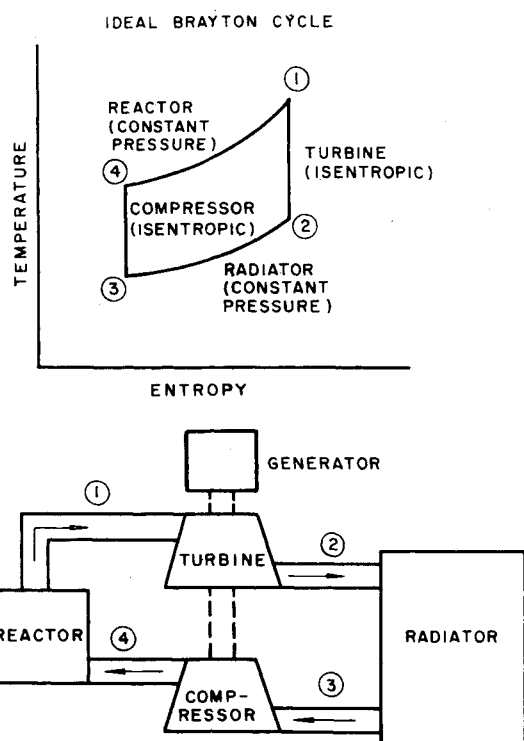 IDEAL BRAYTON CYCLE
1
REACTOR
(CONSTANT
PRESSURE)
TURBINE
(ISENTROPIC)
4
COMPRESSOR
(ISENTROPIC)
2
3
RADIATOR
(CONSTANT
PRESSURE)
TEMPERATURE
ENTROPY
GENERATOR
1
TURBINE
2
REACTOR
4
RADIATOR
COMP-
RESSOR
3